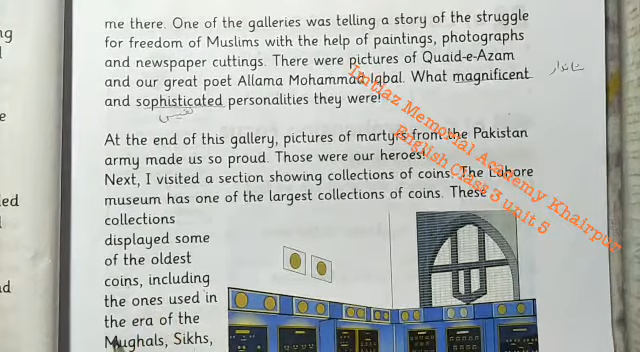 me there. One of the galleries was telling a story of the struggle
for freedom of Muslims with the help of paintings, photographs
and newspaper cuttings. There were pictures of Quaid-e-Azam
and our great poet Allama Mohammad Iqbal. What magnificent
شاندار
and sophisticated personalities they were!
نفیس
At the end of this gallery, pictures of martyrs from the Pakistan
army made us so proud. Those were our heroes!
Next, I visited a section showing collections of coins. The Lahore
museum has one of the largest collections of coins. These
collections
displayed some
of the oldest
coins, including
the ones used in
the era of the
Mughals, Sikhs,
Imtiaz Memorial Academy Khairpur
English Class 3 unit 5